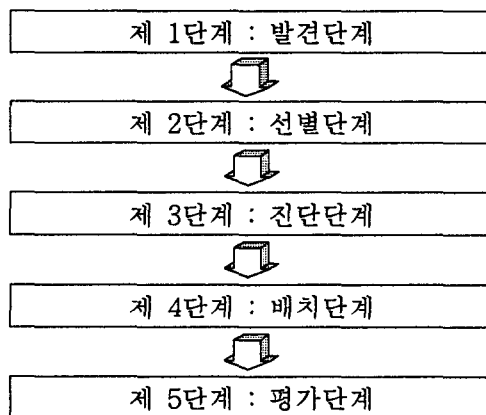 제 1단계 : 발견단계
제 2단계 : 선별단계
제 3단계 : 진단단계
제 4단계 : 배치단계
제 5단계 : 평가단계